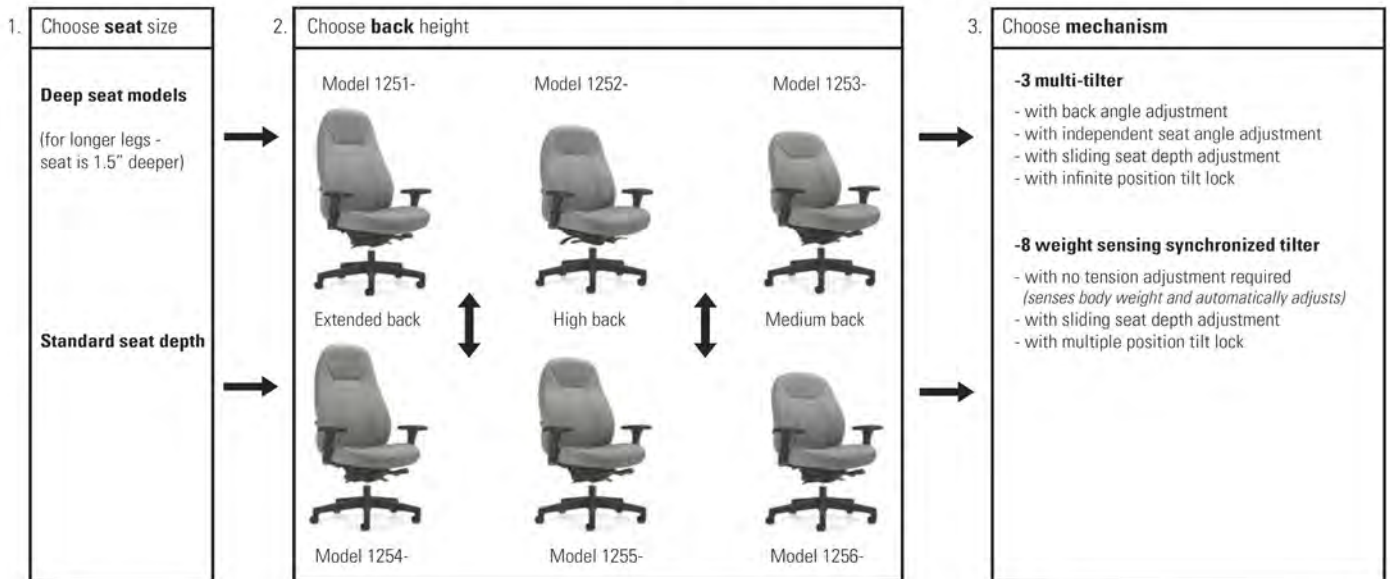 1. Choose seat size
Deep seat models
(for longer legs -
seat is 1.5" deeper)
Standard seat depth
2. Choose back height
Model 1251- Model 1252- Model 1253-
Extended back High back Medium back
Model 1254- Model 1255- Model 1256-
3. Choose mechanism
-3 multi-tilter
- with back angle adjustment
- with independent seat angle adjustment
- with sliding seat depth adjustment
- with infinite position tilt lock
-8 weight sensing synchronized tilter
- with no tension adjustment required
(senses body weight and automatically adjusts)
- with sliding seat depth adjustment
- with multiple position tilt lock